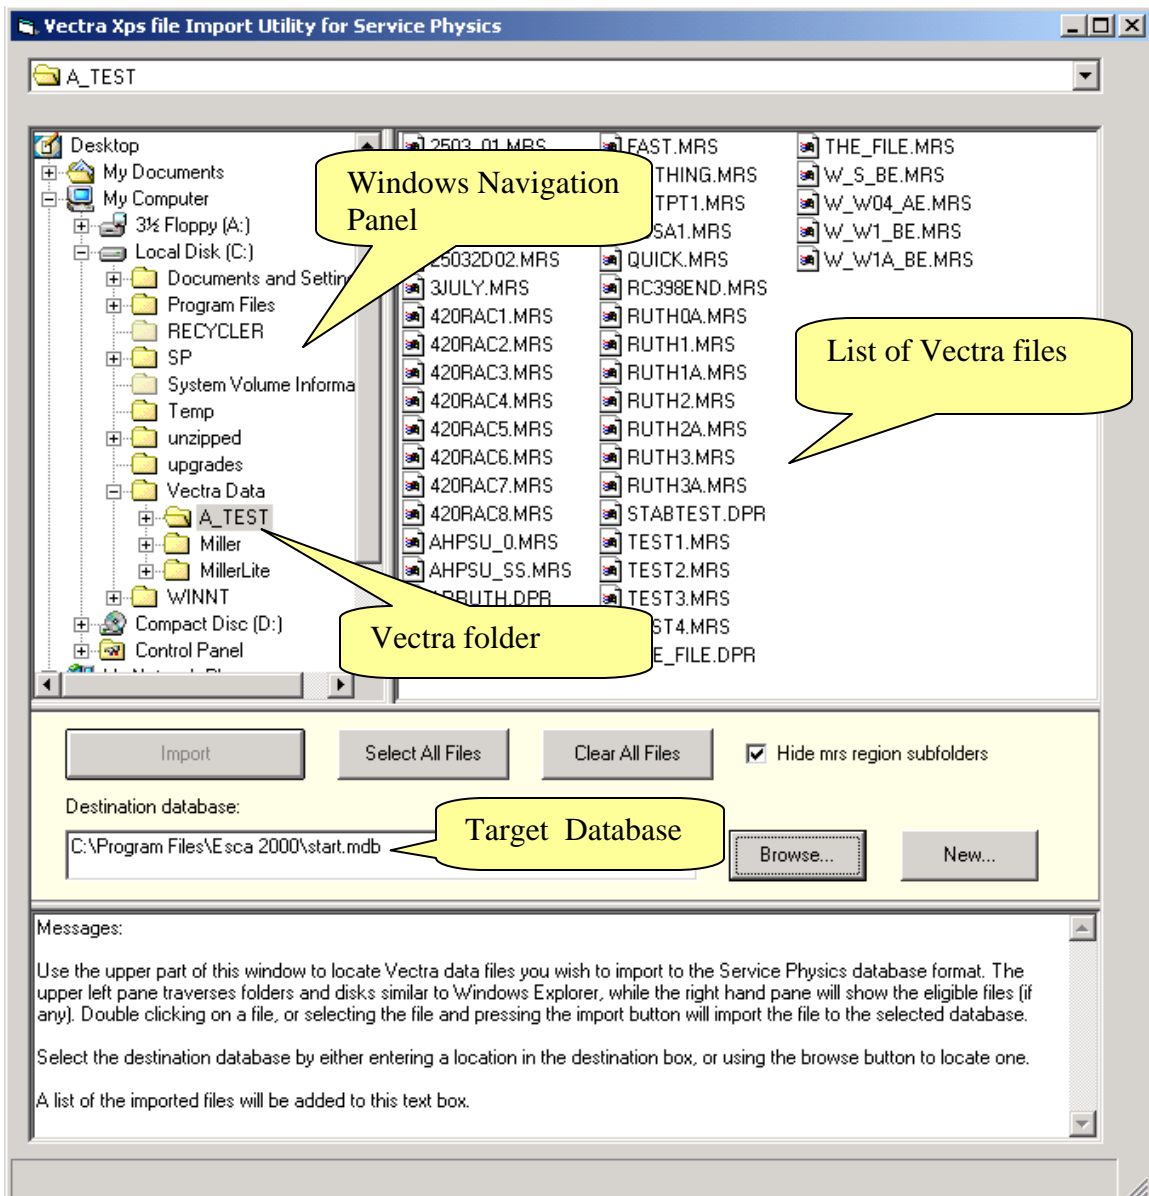 Vectra Xps file Import Utility for Service Physics
A_TEST
Desktop
My Documents
My Computer
3½ Floppy (A:)
Local Disk (C:)
Documents and Setting
Program Files
RECYCLER
SP
System Volume Informa
Temp
unzipped
upgrades
Vectra Data
A_TEST
Miller
MillerLite
WINNT
Compact Disc (D:)
Control Panel
Windows Navigation
Panel
Vectra folder
2503_01.MRS
25032D02.MRS
3JULY.MRS
420RAC1.MRS
420RAC2.MRS
420RAC3.MRS
420RAC4.MRS
420RAC5.MRS
420RAC6.MRS
420RAC7.MRS
420RAC8.MRS
AHPSU_0.MRS
AHPSU_SS.MRS
FAST.MRS
THING.MRS
TPT1.MRS
SA1.MRS
QUICK.MRS
RC398END.MRS
RUTH0A.MRS
RUTH1.MRS
RUTH1A.MRS
RUTH2.MRS
RUTH2A.MRS
RUTH3.MRS
RUTH3A.MRS
STABTEST.DPR
TEST1.MRS
TEST2.MRS
TEST3.MRS
ST4.MRS
E_FILE.DPR
THE_FILE.MRS
W_S_BE.MRS
W_W04_AE.MRS
W_W1_BE.MRS
W_W1A_BE.MRS
List of Vectra files
Import
Select All Files
Clear All Files
Hide mrs region subfolders
Destination database:
C:\Program Files\Esca 2000\start.mdb
Target Database
Browse...
New...
Messages:
Use the upper part of this window to locate Vectra data files you wish to import to the Service Physics database format. The
upper left pane traverses folders and disks similar to Windows Explorer, while the right hand pane will show the eligible files (if
any). Double clicking on a file, or selecting the file and pressing the import button will import the file to the selected database.
Select the destination database by either entering a location in the destination box, or using the browse button to locate one.
A list of the imported files will be added to this text box.